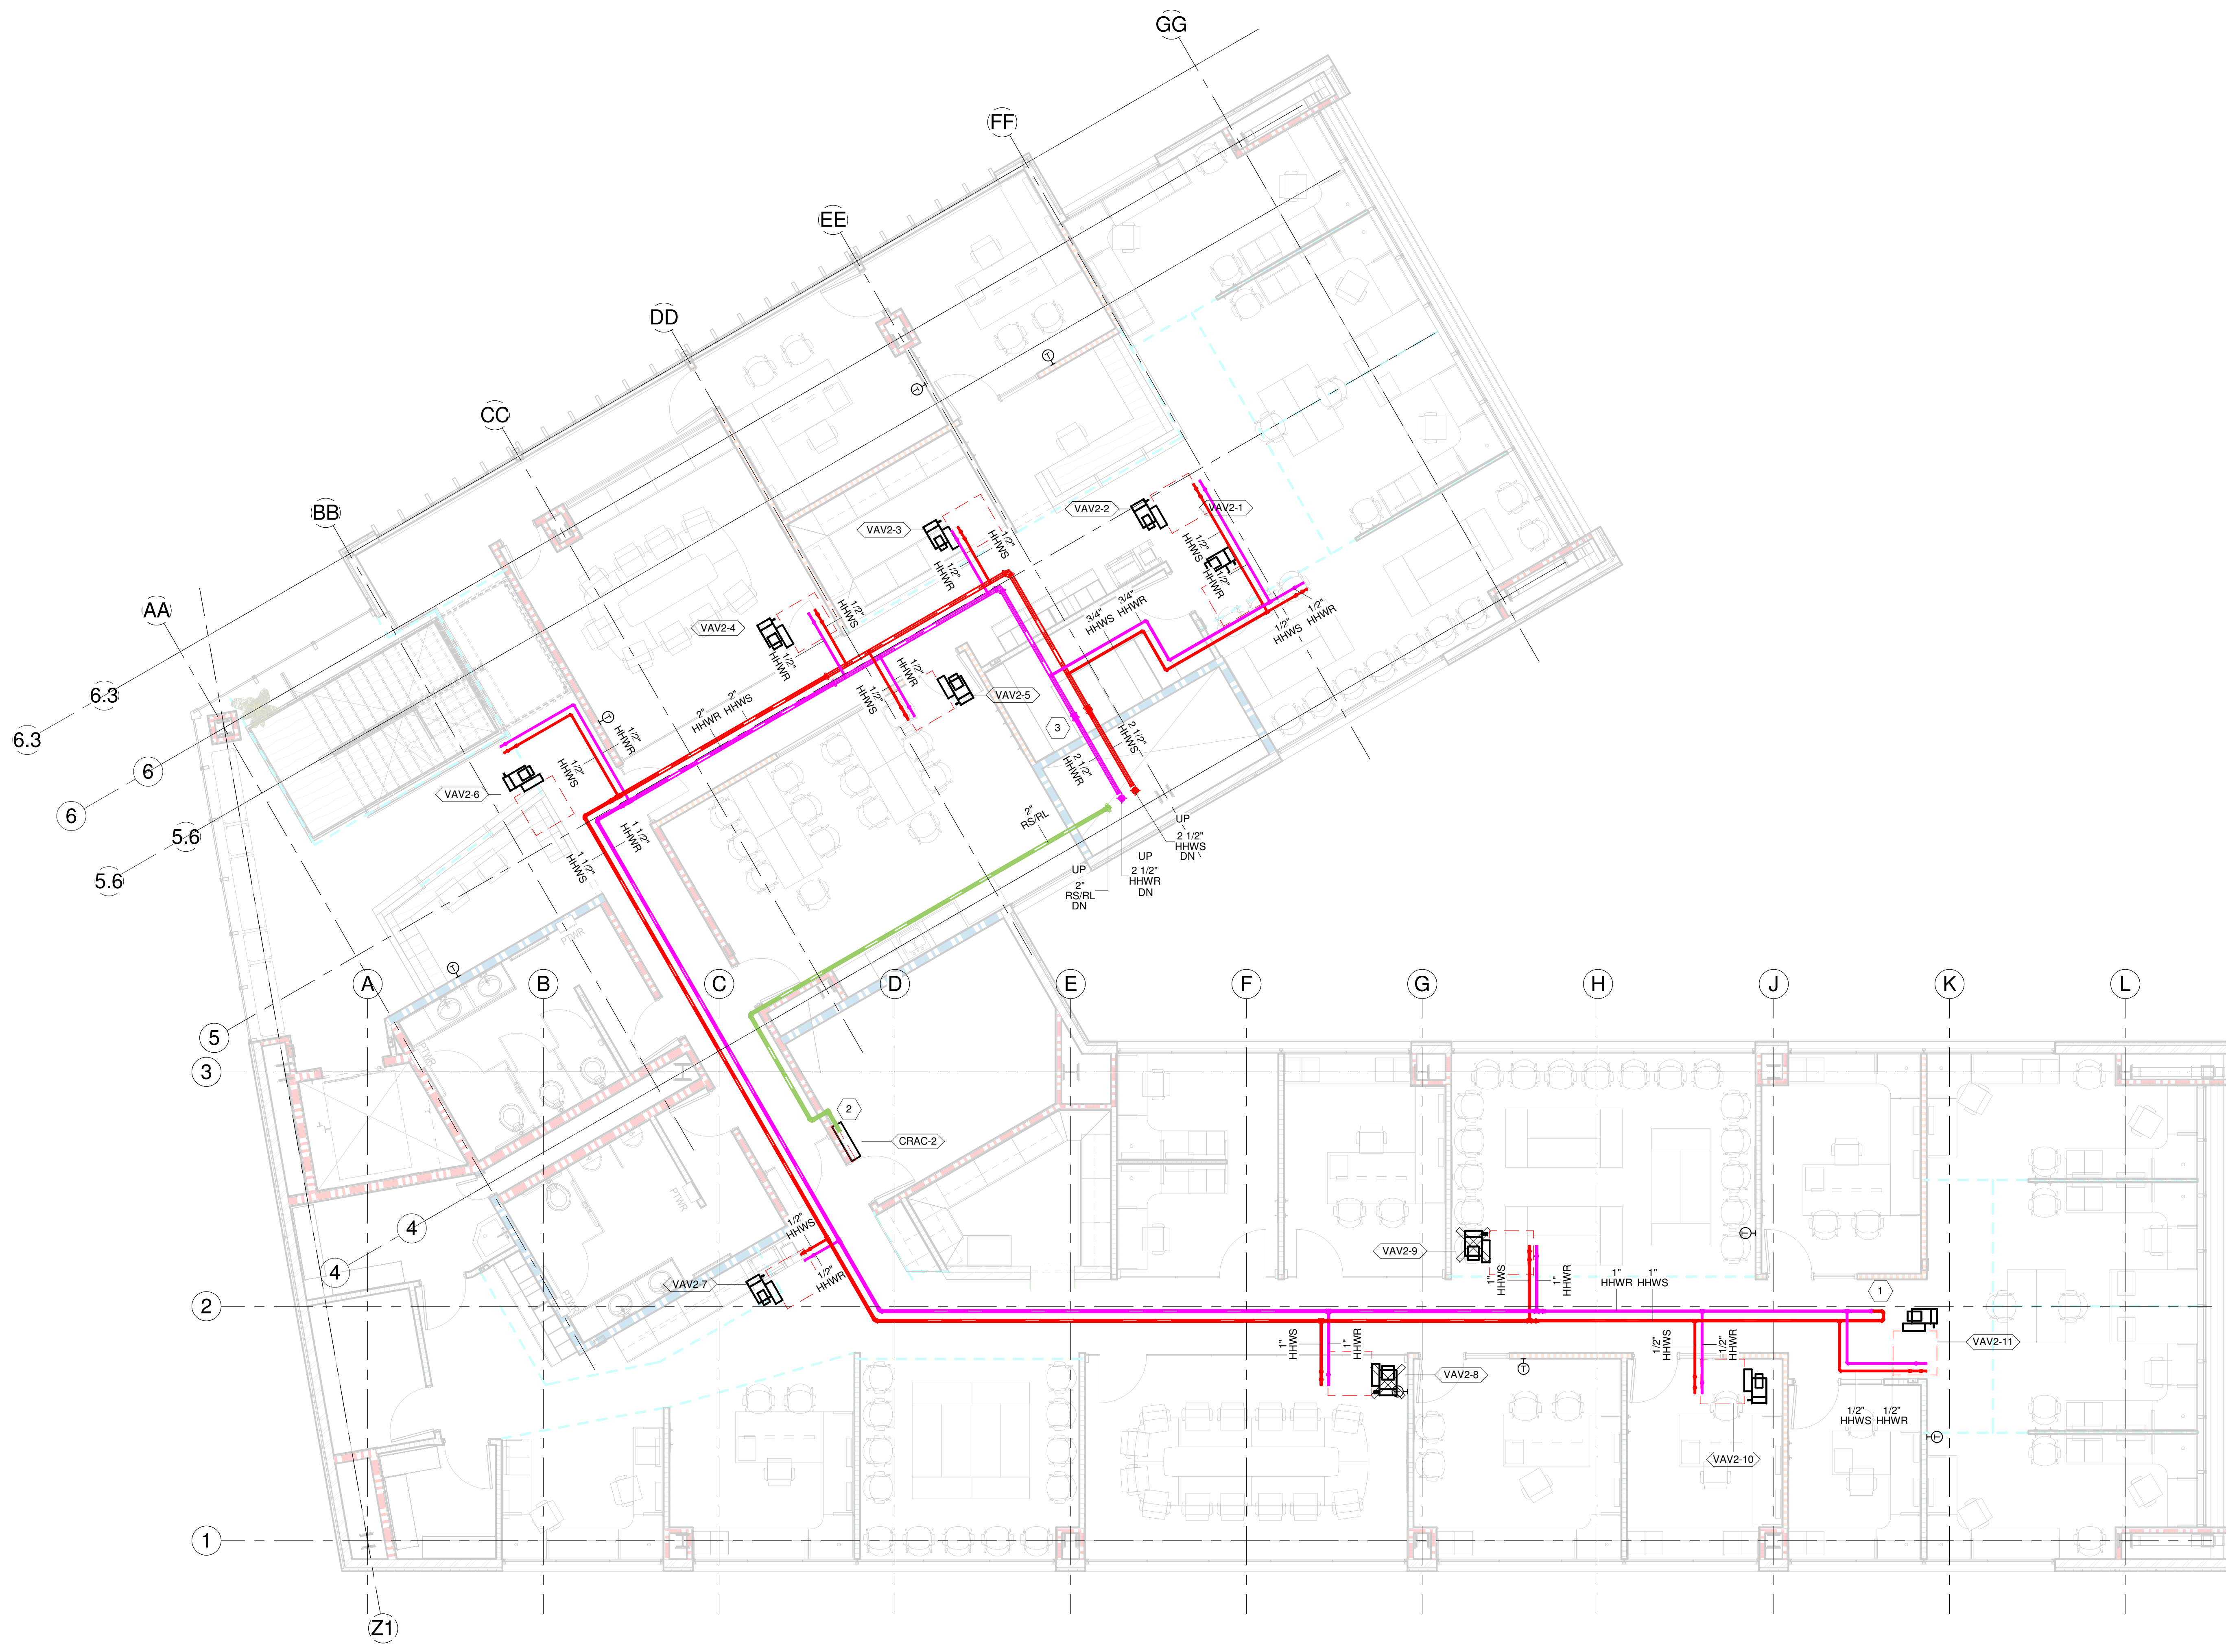 GG
FF
AA
EE
DD
CC
BB
6.3
6.3
6
6
5.6
5.6
5
4
4
3
2
1
Z1
A
B
C
D
E
F
G
H
J
K
L
VAV2-2
VAV2-1
VAV2-3
VAV2-4
VAV2-5
VAV2-6
1/2"
HHWS
1/2"
HHWR
1/2"
HHWS
1/2"
HHWR
1/2"
HHWS
1/2"
HHWR
3/4"
HHWS
3/4"
HHWR
1/2"
HHWS
1/2"
HHWR
1/2"
HHWR
1/2"
HHWS
2"
HHWR
2"
HHWS
1/2"
HHWR
1/2"
HHWS
3
2 1/2"
HHWS
2 1/2"
HHWR
1 1/2"
HHWR
1 1/2"
HHWS
2"
RS/RL
UP
2 1/2"
HHWS
DN
UP
2 1/2"
HHWR
DN
UP
2"
RS/RL
DN
PTWR
PTWR
PTWR
PTWR
2
CRAC-2
1/2"
HHWS
1/2"
HHWR
VAV2-7
VAV2-9
1"
HHWS
1"
HHWR
1"
HHWR
1"
HHWS
1
VAV2-11
1"
HHWS
1"
HHWR
VAV2-8
1/2"
HHWS
1/2"
HHWR
VAV2-10
1/2"
HHWS
1/2"
HHWR
T
T
T
T
T
T
T
T